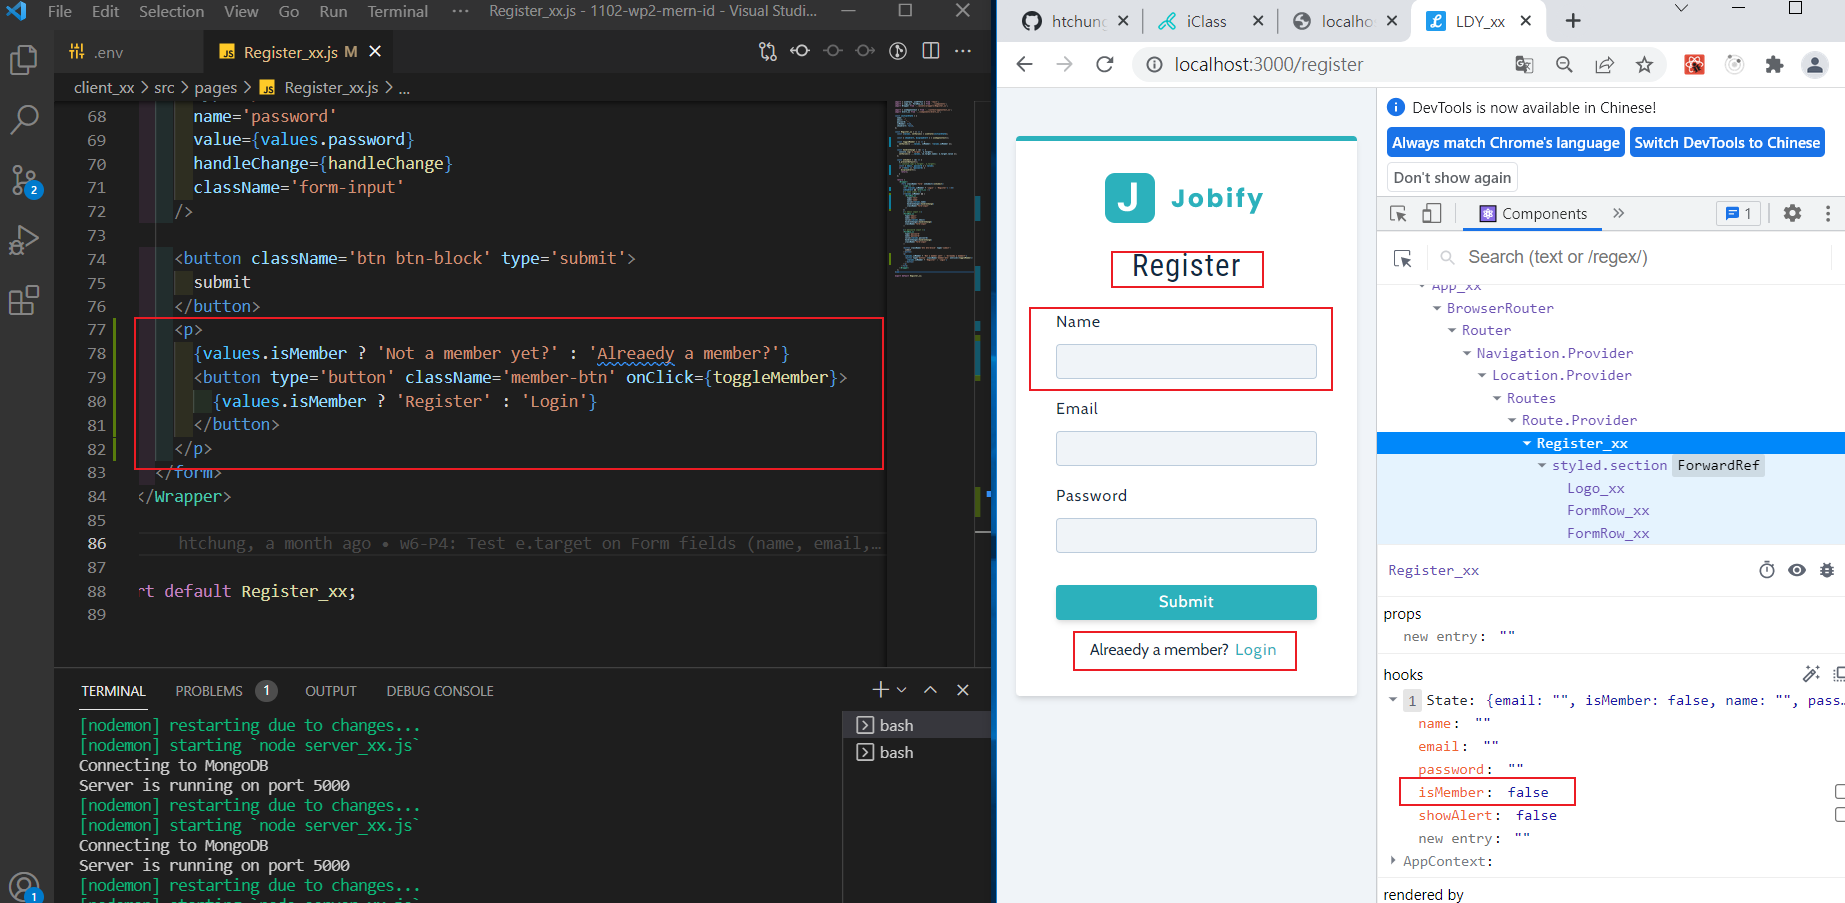 File Edit Selection View Go Run Terminal ··· Register_xx.js - 1102-wp2-mern-id - Visual Studi...
.env
Register_xx.js M
client_xx > src > pages > Register_xx.js > ...
68 name='password'
69 value={values.password}
70 handleChange={handleChange}
71 className='form-input'
72 />
73
74 <button className='btn btn-block' type='submit'>
75 submit
76 </button>
77 <p>
78 {values.isMember ? 'Not a member yet?' : 'Alreaedy a member?'}
79 <button type='button' className='member-btn' onClick={toggleMember}>
80 {values.isMember ? 'Register' : 'Login'}
81 </button>
82 </p>
83 </form>
84 </Wrapper>
85
86 htchung, a month ago • w6-P4: Test e.target on Form fields (name, email,...
87
88 rt default Register_xx;
89
2
1
TERMINAL PROBLEMS 1 OUTPUT DEBUG CONSOLE
[nodemon] restarting due to changes...
[nodemon] starting `node server_xx.js`
Connecting to MongoDB
Server is running on port 5000
[nodemon] restarting due to changes...
[nodemon] starting `node server_xx.js`
Connecting to MongoDB
Server is running on port 5000
[nodemon] restarting due to changes...
bash
bash
htchung
iClass
localho
LDY_xx
localhost:3000/register
J Jobify
Register
Name
Email
Password
Submit
Alreaedy a member? Login
DevTools is now available in Chinese!
Always match Chrome's language
Switch DevTools to Chinese
Don't show again
Components
1
Search (text or /regex/)
App_xx
BrowserRouter
Router
Navigation.Provider
Location.Provider
Routes
Route.Provider
Register_xx
styled.section ForwardRef
Logo_xx
FormRow_xx
FormRow_xx
Register_xx
props
new entry: ""
hooks
1 State: {email: "", isMember: false, name: "", pass...
name: ""
email: ""
password: ""
isMember: false
showAlert: false
new entry: ""
AppContext:
rendered by